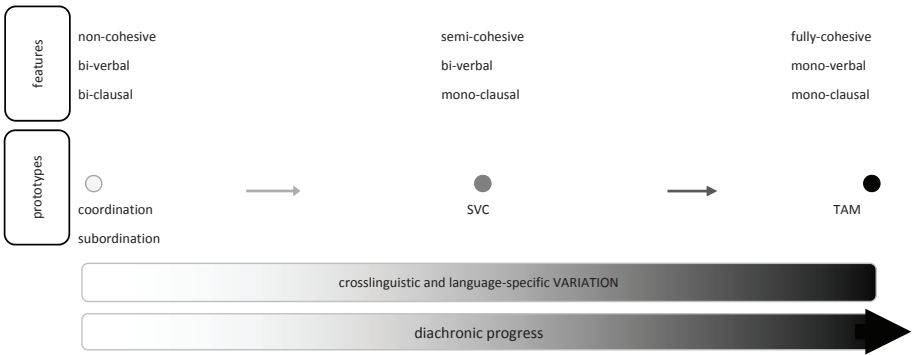 features
non-cohesive
bi-verbal
bi-clausal
semi-cohesive
bi-verbal
mono-clausal
fully-cohesive
mono-verbal
mono-clausal
prototypes
coordination
subordination
SVC
TAM
crosslinguistic and language-specific VARIATION
diachronic progress